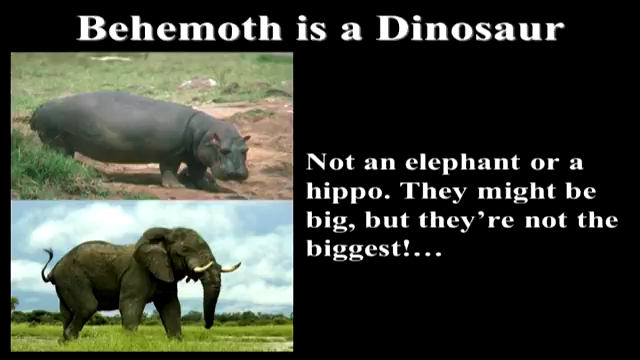 Behemoth is a Dinosaur
Not an elephant or a
hippo. They might be
big, but they're not the
biggest!...